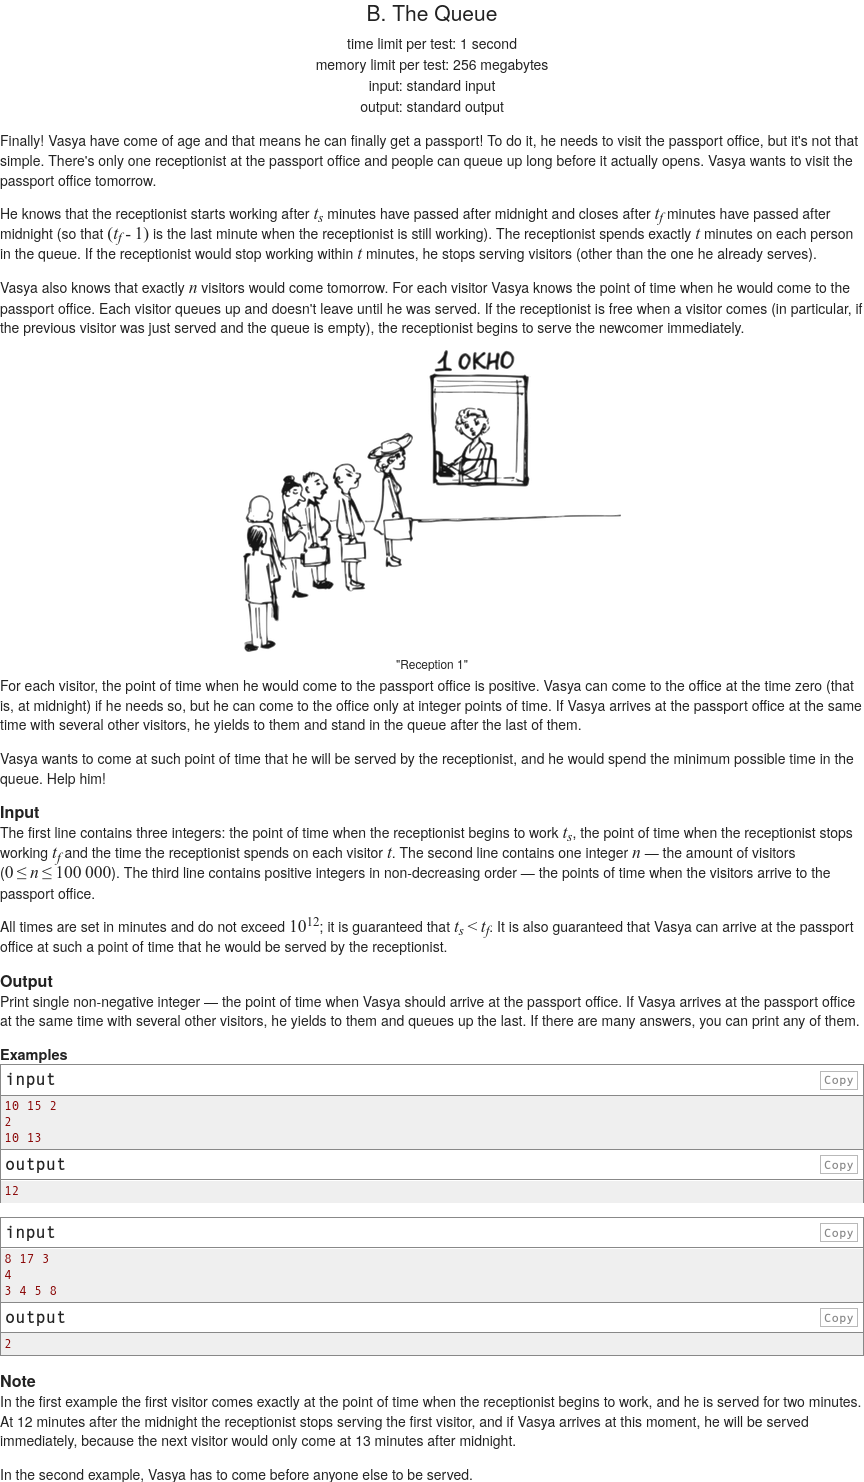 B. The Queue
time limit per test: 1 second
memory limit per test: 256 megabytes
input: standard input
output: standard output
Finally! Vasya have come of age and that means he can finally get a passport! To do it, he needs to visit the passport office, but it's not that
simple. There's only one receptionist at the passport office and people can queue up long before it actually opens. Vasya wants to visit the
passport office tomorrow.
He knows that the receptionist starts working after t_s minutes have passed after midnight and closes after t_f minutes have passed after
midnight (so that (t_f - 1) is the last minute when the receptionist is still working). The receptionist spends exactly t minutes on each person
in the queue. If the receptionist would stop working within t minutes, he stops serving visitors (other than the one he already serves).
Vasya also knows that exactly n visitors would come tomorrow. For each visitor Vasya knows the point of time when he would come to the
passport office. Each visitor queues up and doesn't leave until he was served. If the receptionist is free when a visitor comes (in particular, if
the previous visitor was just served and the queue is empty), the receptionist begins to serve the newcomer immediately.
1 ОКНО
"Reception 1"
For each visitor, the point of time when he would come to the passport office is positive. Vasya can come to the office at the time zero (that
is, at midnight) if he needs so, but he can come to the office only at integer points of time. If Vasya arrives at the passport office at the same
time with several other visitors, he yields to them and stand in the queue after the last of them.
Vasya wants to come at such point of time that he will be served by the receptionist, and he would spend the minimum possible time in the
queue. Help him!
Input
The first line contains three integers: the point of time when the receptionist begins to work t_s, the point of time when the receptionist stops
working t_f and the time the receptionist spends on each visitor t. The second line contains one integer n — the amount of visitors
(0 ≤ n ≤ 100 000). The third line contains positive integers in non-decreasing order — the points of time when the visitors arrive to the
passport office.
All times are set in minutes and do not exceed 10^12; it is guaranteed that t_s < t_f. It is also guaranteed that Vasya can arrive at the passport
office at such a point of time that he would be served by the receptionist.
Output
Print single non-negative integer — the point of time when Vasya should arrive at the passport office. If Vasya arrives at the passport office
at the same time with several other visitors, he yields to them and queues up the last. If there are many answers, you can print any of them.
Examples
input
Copy
10 15 2
2
10 13
output
Copy
12
input
Copy
8 17 3
4
3 4 5 8
output
Copy
2
Note
In the first example the first visitor comes exactly at the point of time when the receptionist begins to work, and he is served for two minutes.
At 12 minutes after the midnight the receptionist stops serving the first visitor, and if Vasya arrives at this moment, he will be served
immediately, because the next visitor would only come at 13 minutes after midnight.
In the second example, Vasya has to come before anyone else to be served.